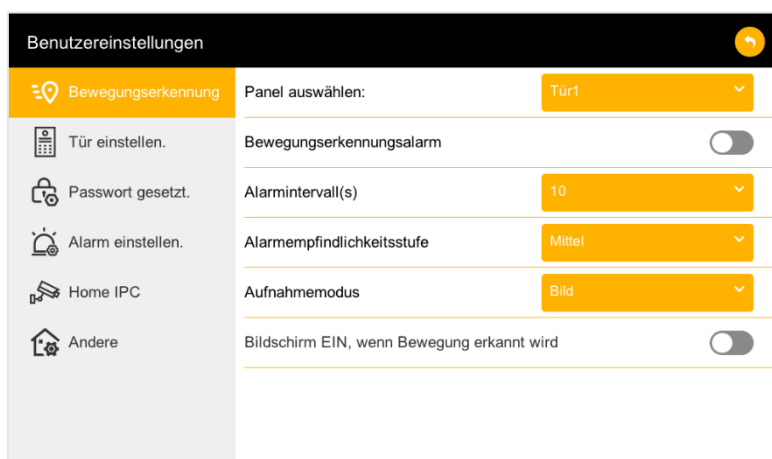 Benutzereinstellungen
Bewegungserkennung
Panel auswählen:
Tür1
Tür einstellen.
Bewegungserkennungsalarm
Passwort gesetzt.
Alarmintervall(s)
10
Alarm einstellen.
Alarmempfindlichkeitsstufe
Mittel
Home IPC
Aufnahmemodus
Bild
Andere
Bildschirm EIN, wenn Bewegung erkannt wird